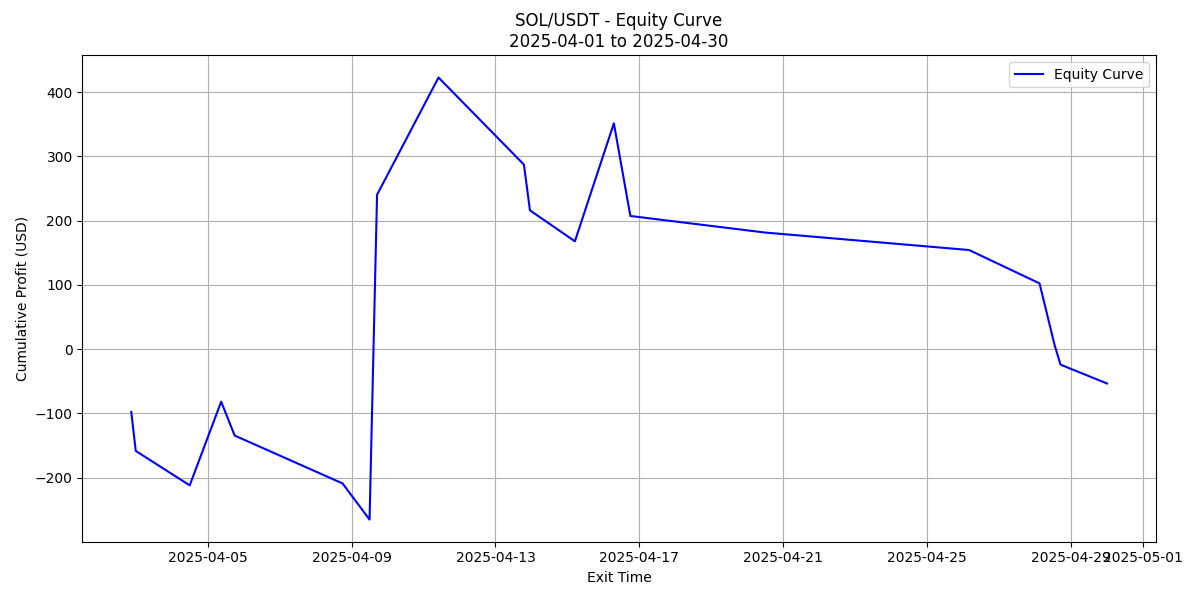 SOL/USDT - Equity Curve
2025-04-01 to 2025-04-30
Equity Curve
Cumulative Profit (USD)
400
300
200
100
0
−100
−200
2025-04-05 2025-04-09 2025-04-13 2025-04-17 2025-04-21 2025-04-25 2025-04-29 2025-05-01
Exit Time